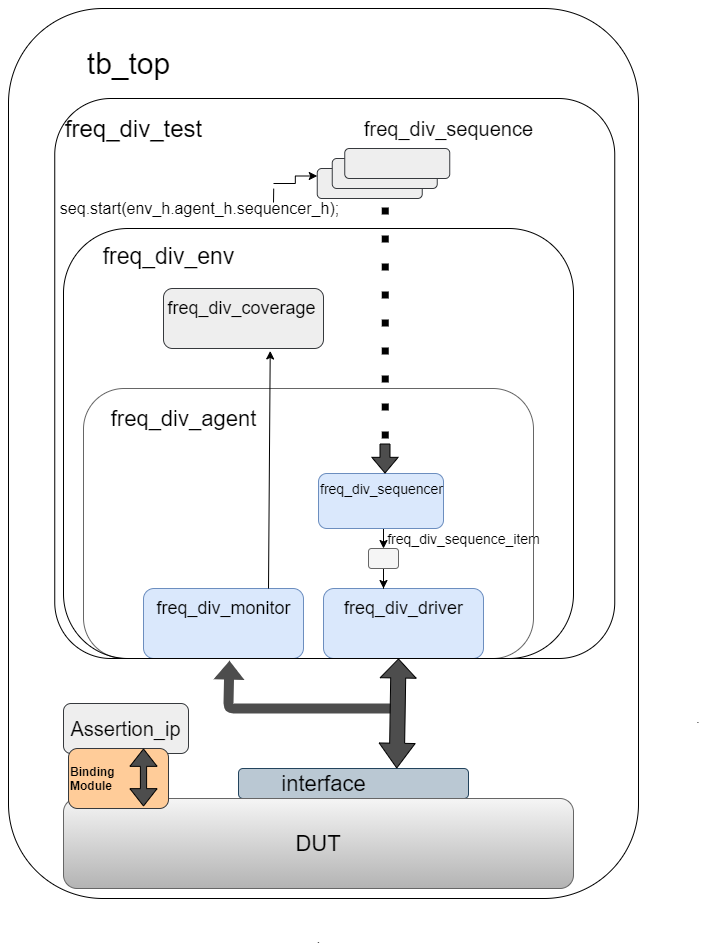 tb_top
freq_div_test
freq_div_sequence
seq.start(env_h.agent_h.sequencer_h);
freq_div_env
freq_div_coverage
freq_div_agent
freq_div_sequencer
freq_div_sequence_item
freq_div_monitor
freq_div_driver
Assertion_ip
Binding
Module
interface
DUT